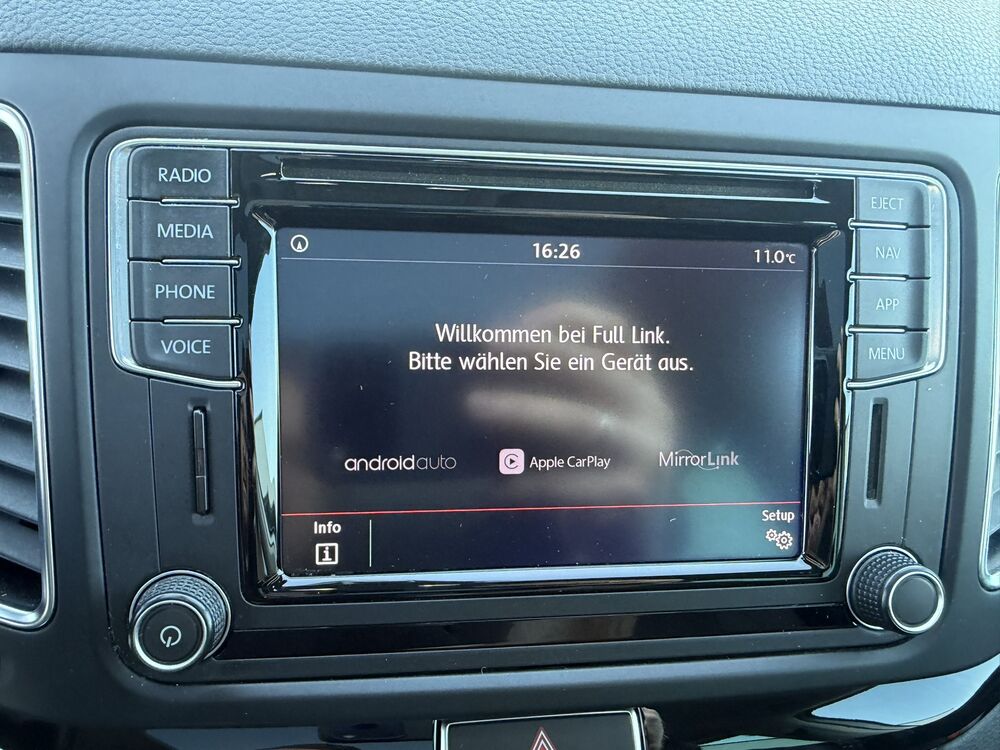 RADIO
MEDIA
PHONE
VOICE
EJECT
NAV
APP
MENU
16:26
11.0°C
Willkommen bei Full Link.
Bitte wählen Sie ein Gerät aus.
androidauto
Apple CarPlay
MirrorLink
Info
Setup